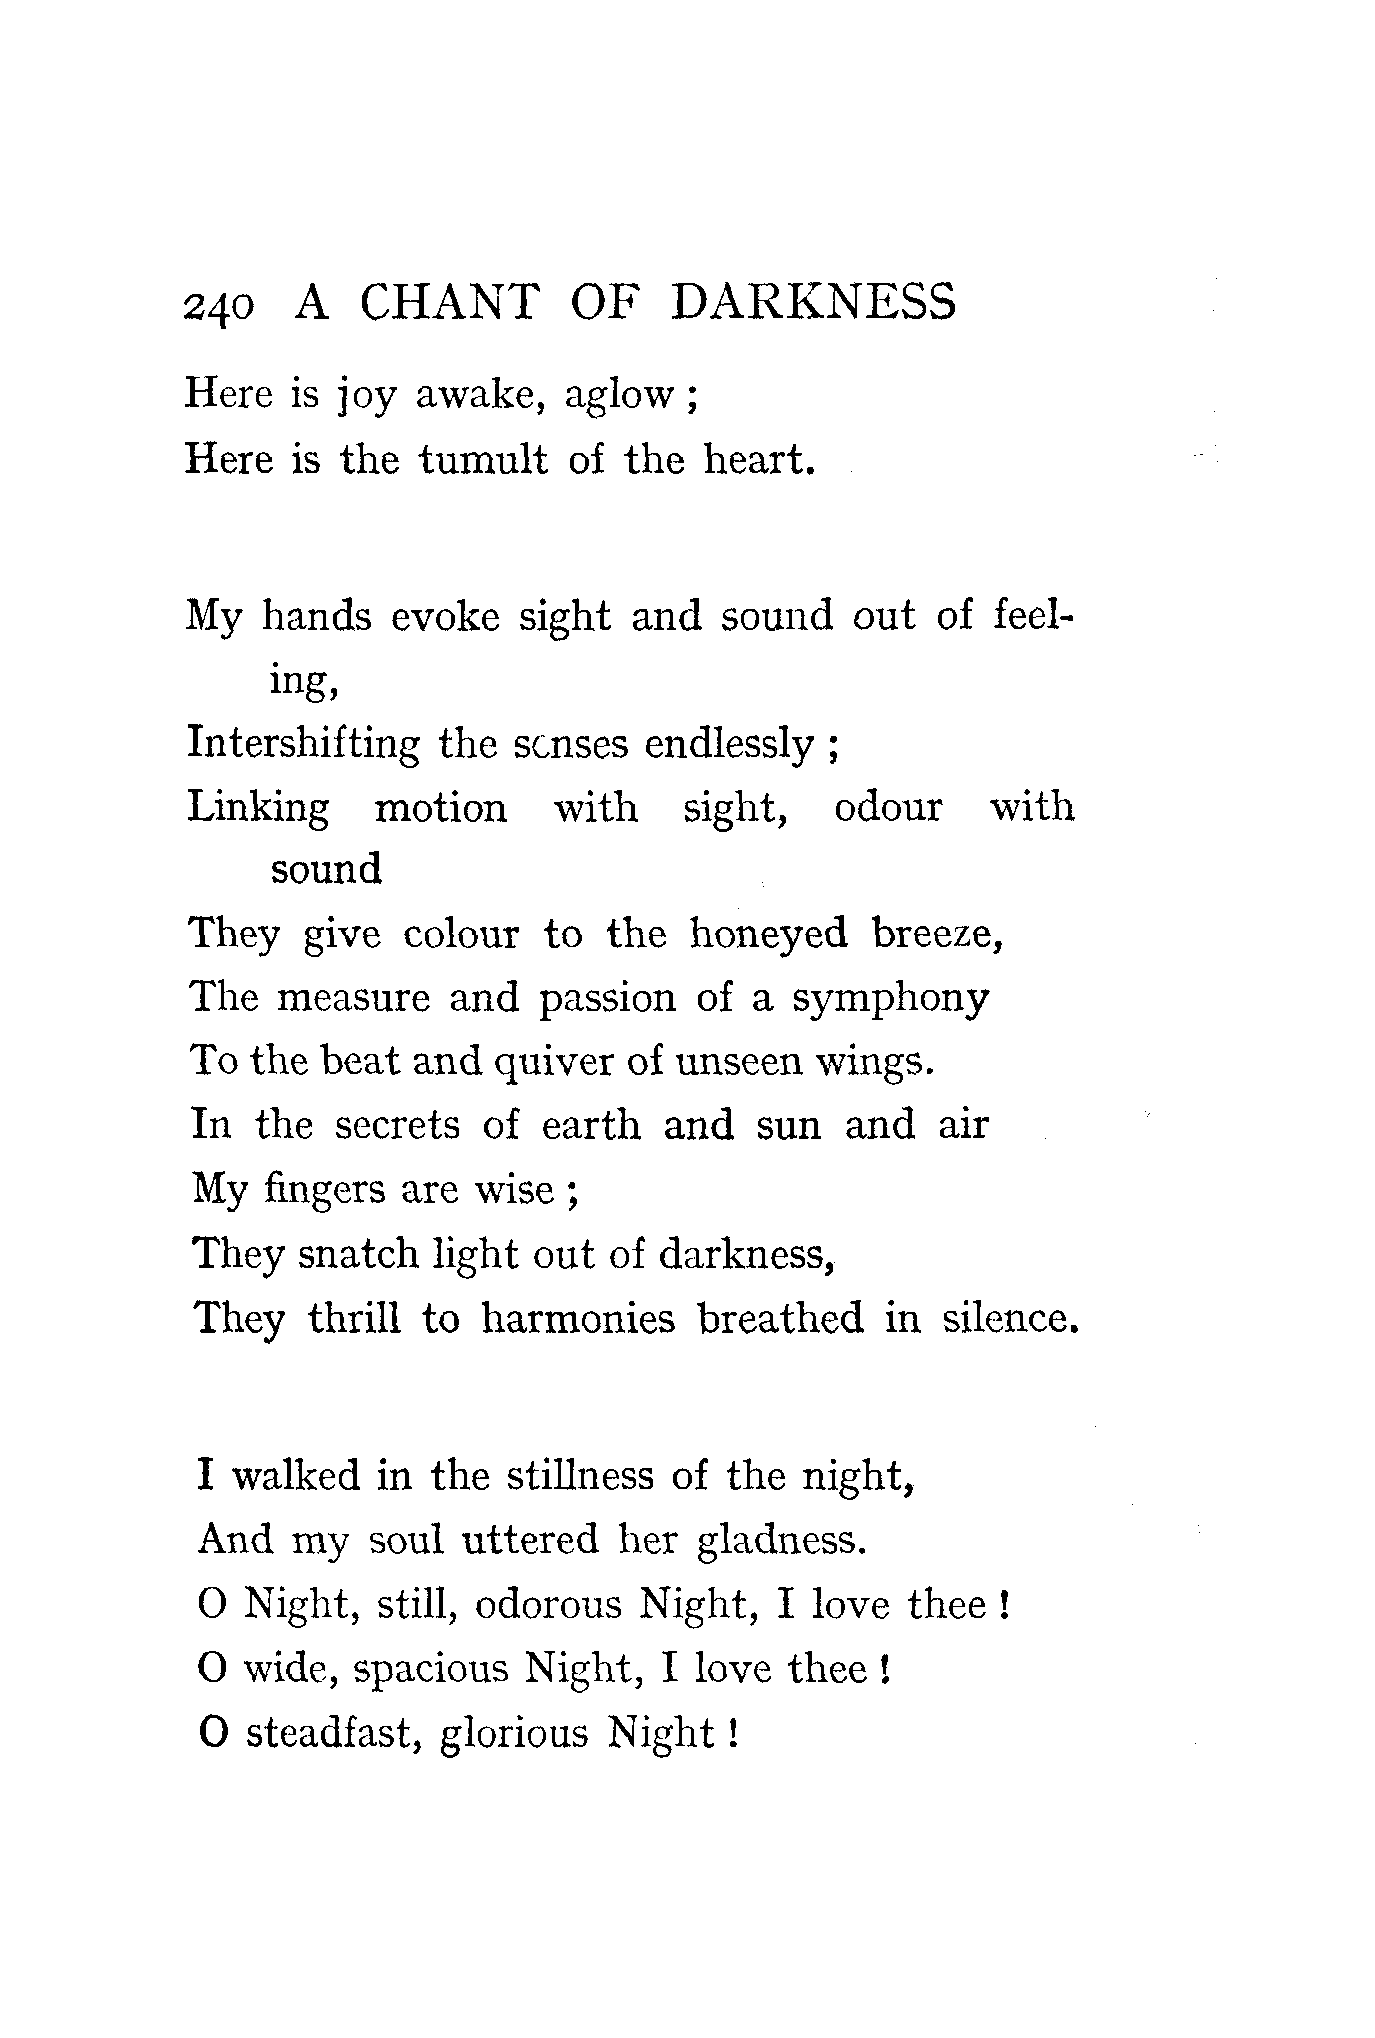 240 A CHANT OF DARKNESS
Here is joy awake, aglow ;
Here is the tumult of the heart.
My hands evoke sight and sound out of feel-
ing,
Intershifting the senses endlessly ;
Linking motion with sight, odour with
sound
They give colour to the honeyed breeze,
The measure and passion of a symphony
To the beat and quiver of unseen wings.
In the secrets of earth and sun and air
My fingers are wise ;
They snatch light out of darkness,
They thrill to harmonies breathed in silence.
I walked in the stillness of the night,
And my soul uttered her gladness.
O Night, still, odorous Night, I love thee !
O wide, spacious Night, I love thee !
O steadfast, glorious Night !